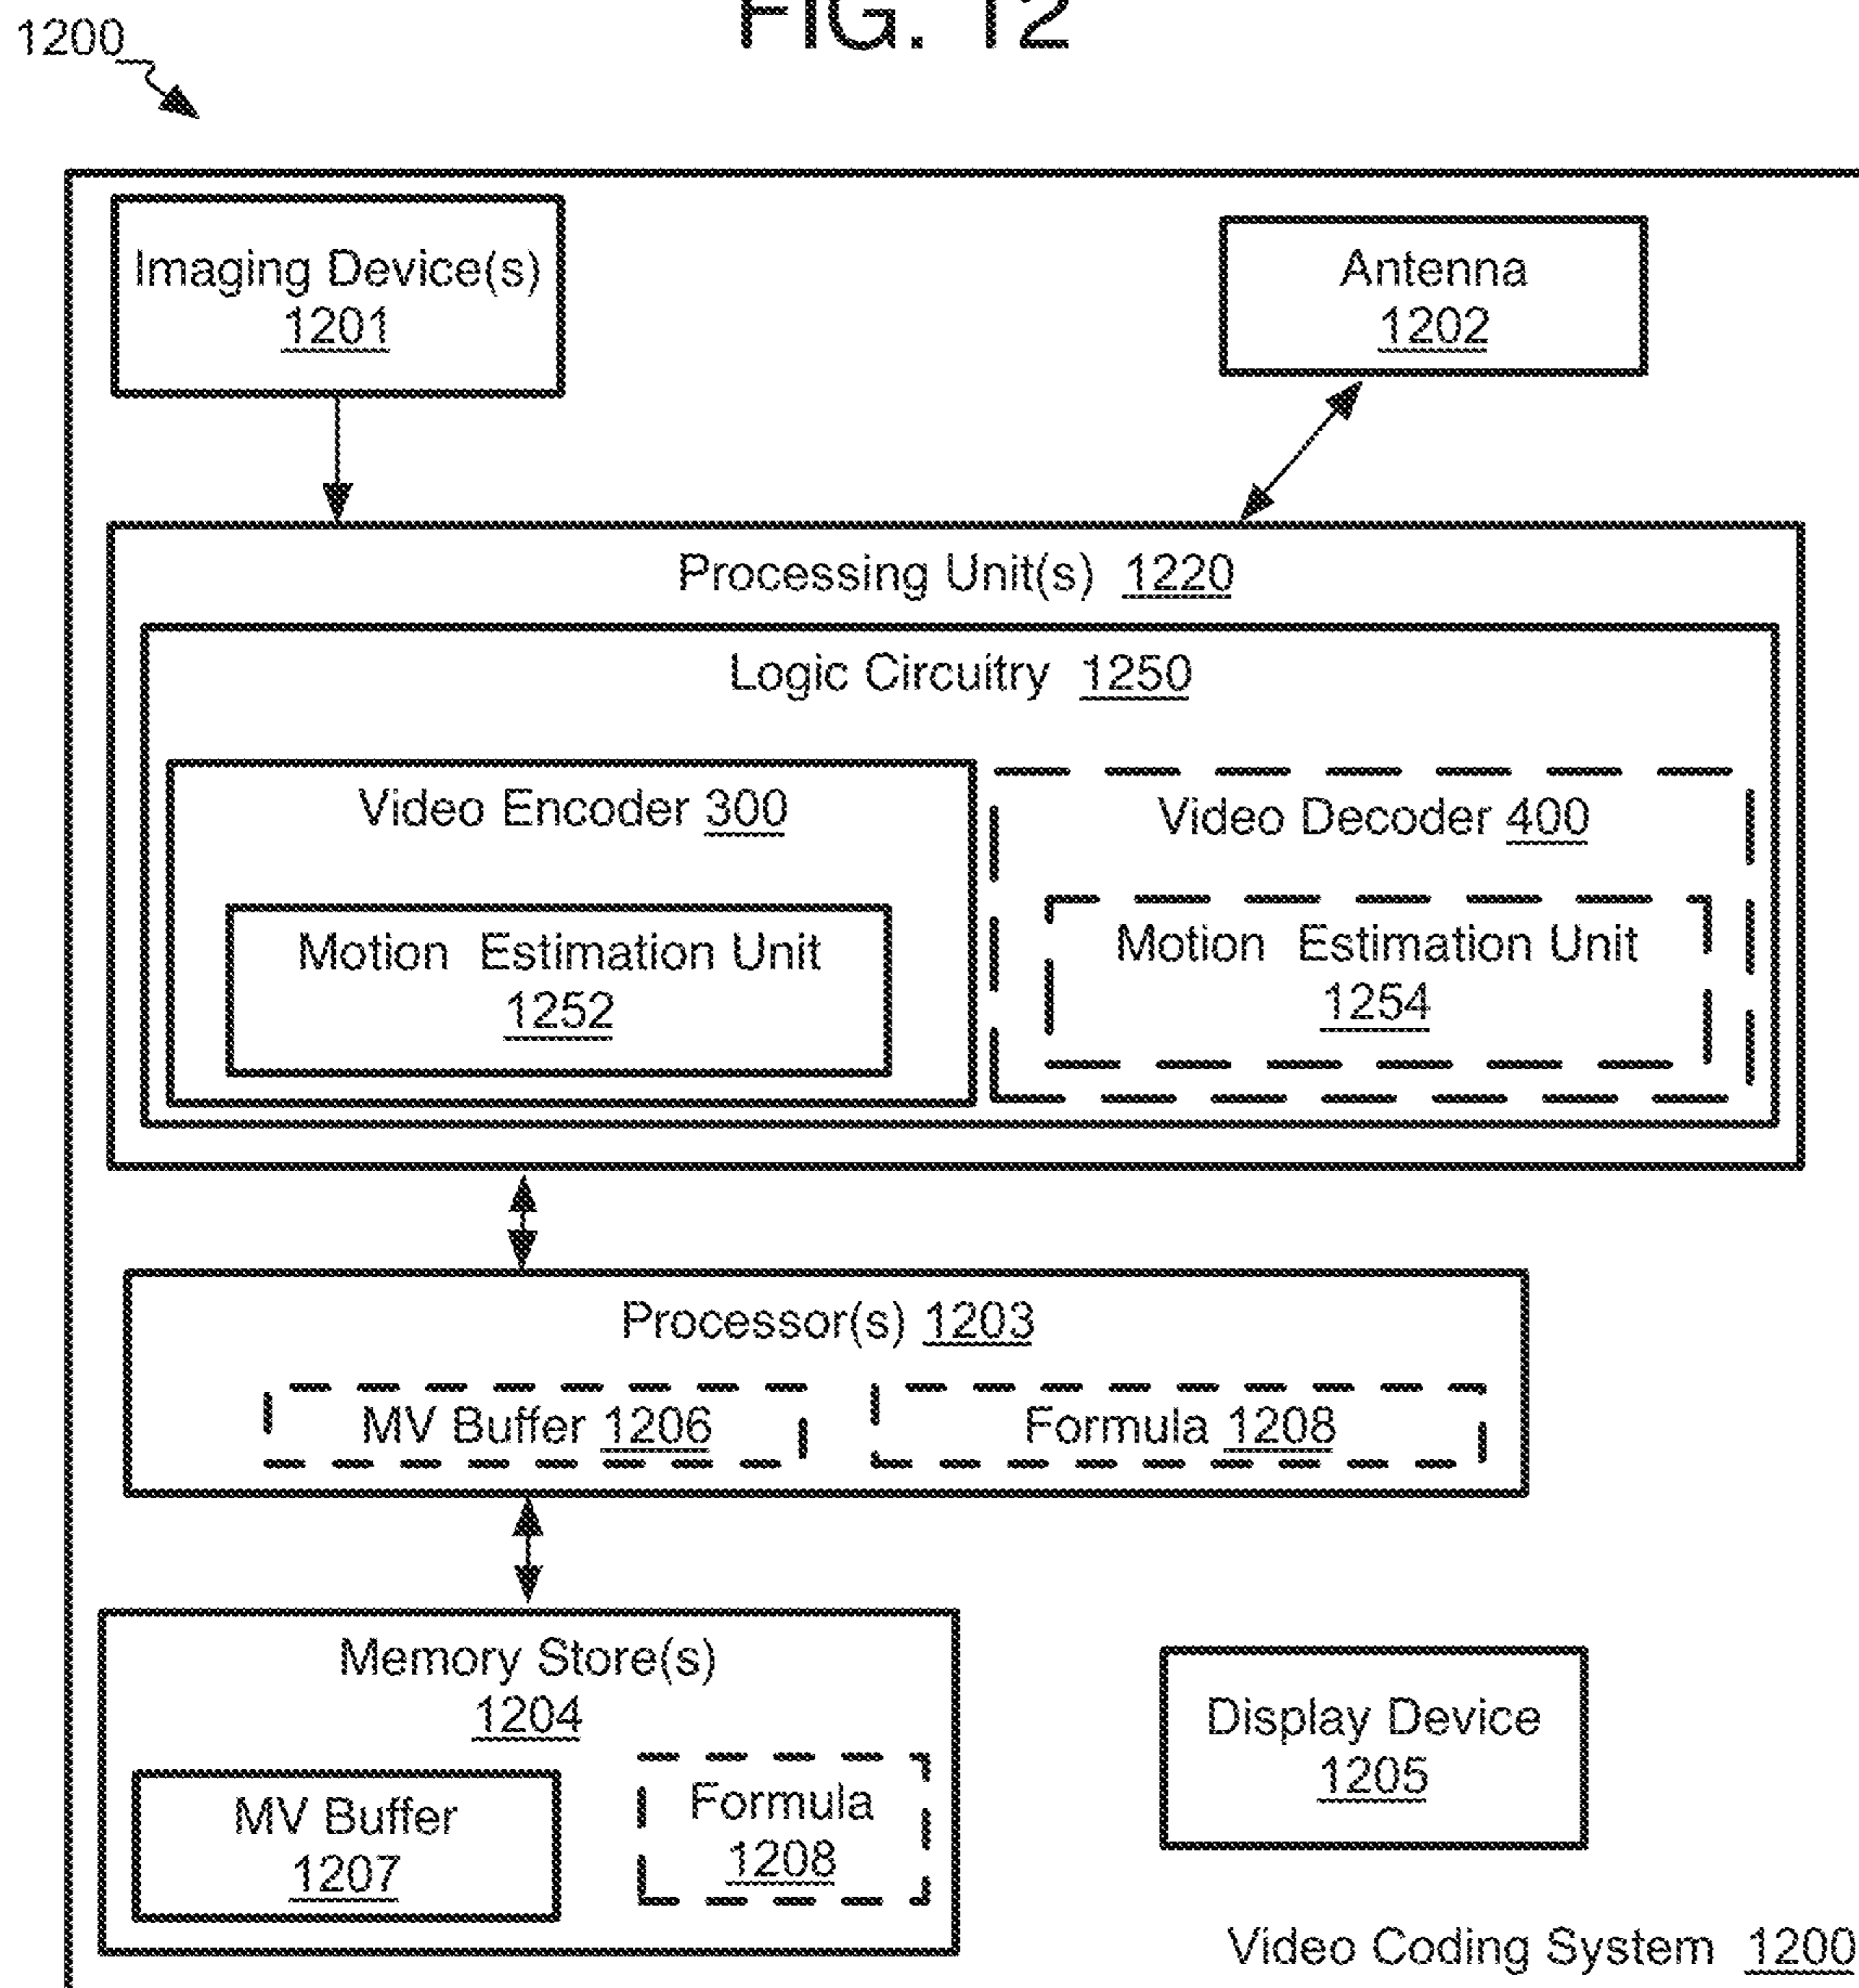 FIG. 12
1200
Imaging Device(s)
1201
Antenna
1202
Processing Unit(s) 1220
Logic Circuitry 1250
Video Encoder 300
Motion Estimation Unit
1252
Video Decoder 400
Motion Estimation Unit
1254
Processor(s) 1203
MV Buffer 1206
Formula 1208
Memory Store(s)
1204
MV Buffer
1207
Formula
1208
Display Device
1205
Video Coding System 1200